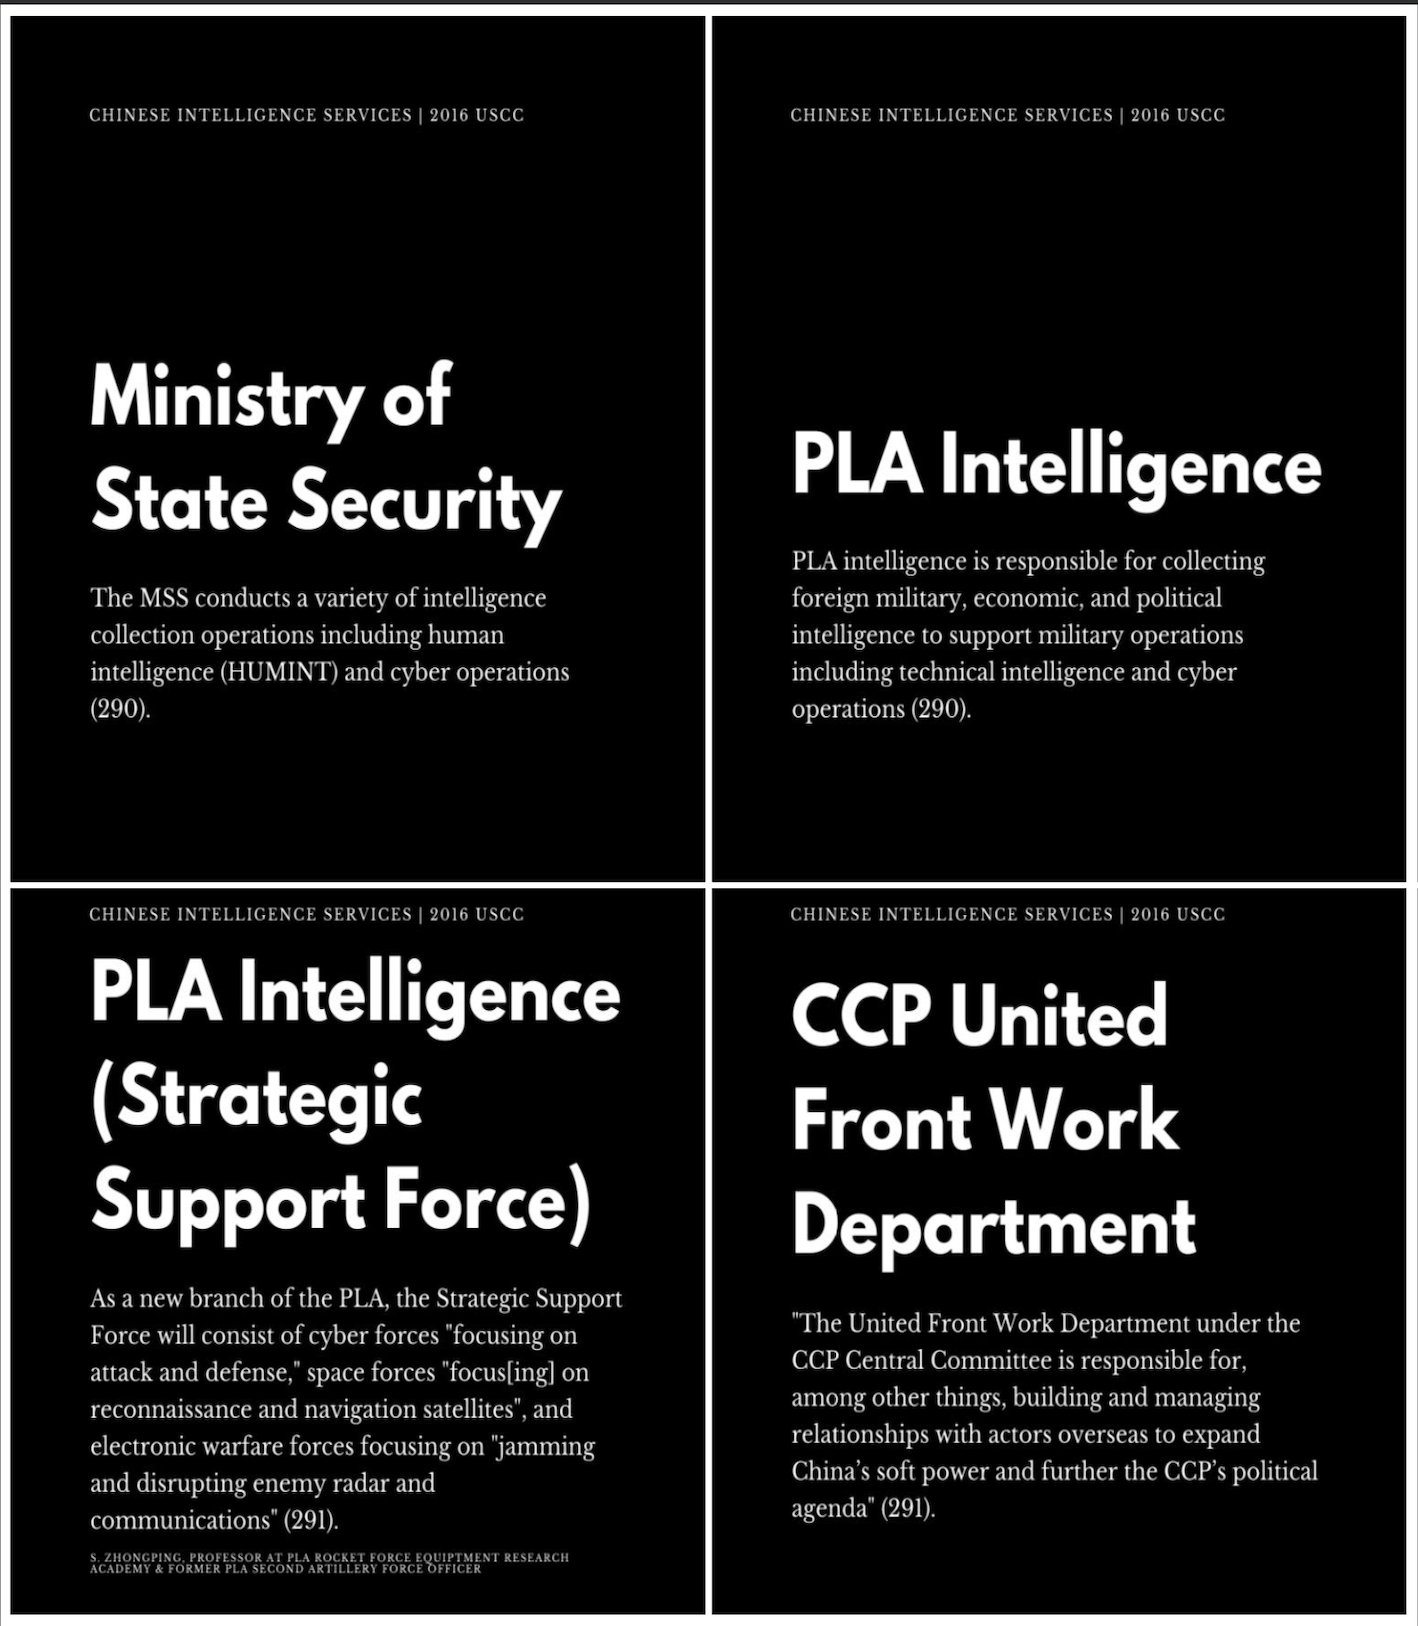 CHINESE INTELLIGENCE SERVICES | 2016 USCC
Ministry of
State Security
The MSS conducts a variety of intelligence
collection operations including human
intelligence (HUMINT) and cyber operations
(290).
CHINESE INTELLIGENCE SERVICES | 2016 USCC
PLA Intelligence
PLA intelligence is responsible for collecting
foreign military, economic, and political
intelligence to support military operations
including technical intelligence and cyber
operations (290).
CHINESE INTELLIGENCE SERVICES | 2016 USCC
PLA Intelligence
(Strategic
Support Force)
As a new branch of the PLA, the Strategic Support
Force will consist of cyber forces "focusing on
attack and defense," space forces "focus[ing] on
reconnaissance and navigation satellites", and
electronic warfare forces focusing on "jamming
and disrupting enemy radar and
communications" (291).
S. ZHONGPING, PROFESSOR AT PLA ROCKET FORCE EQUIPTMENT RESEARCH
ACADEMY & FORMER PLA SECOND ARTILLERY FORCE OFFICER
CHINESE INTELLIGENCE SERVICES | 2016 USCC
CCP United
Front Work
Department
"The United Front Work Department under the
CCP Central Committee is responsible for,
among other things, building and managing
relationships with actors overseas to expand
China’s soft power and further the CCP’s political
agenda" (291).